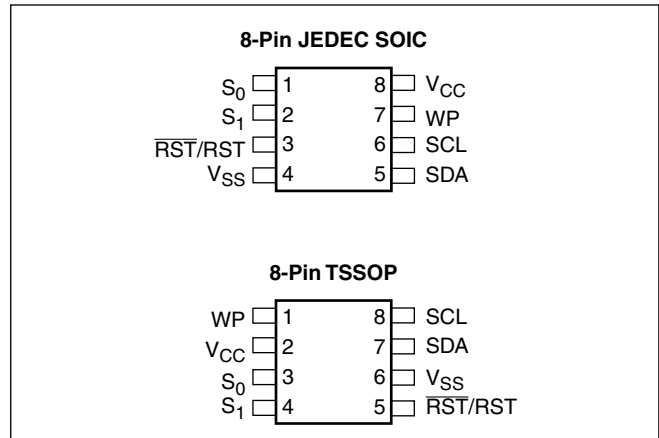 8-Pin JEDEC SOIC
S0 1 8 VCC
S1 2 7 WP
R̅S̅T̅/RST 3 6 SCL
VSS 4 5 SDA
8-Pin TSSOP
WP 1 8 SCL
VCC 2 7 SDA
S0 3 6 VSS
S1 4 5 R̅S̅T̅/RST